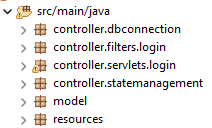 src/main/java
controller.dbconnection
controller.filters.login
controller.servlets.login
controller.statemanagement
model
resources